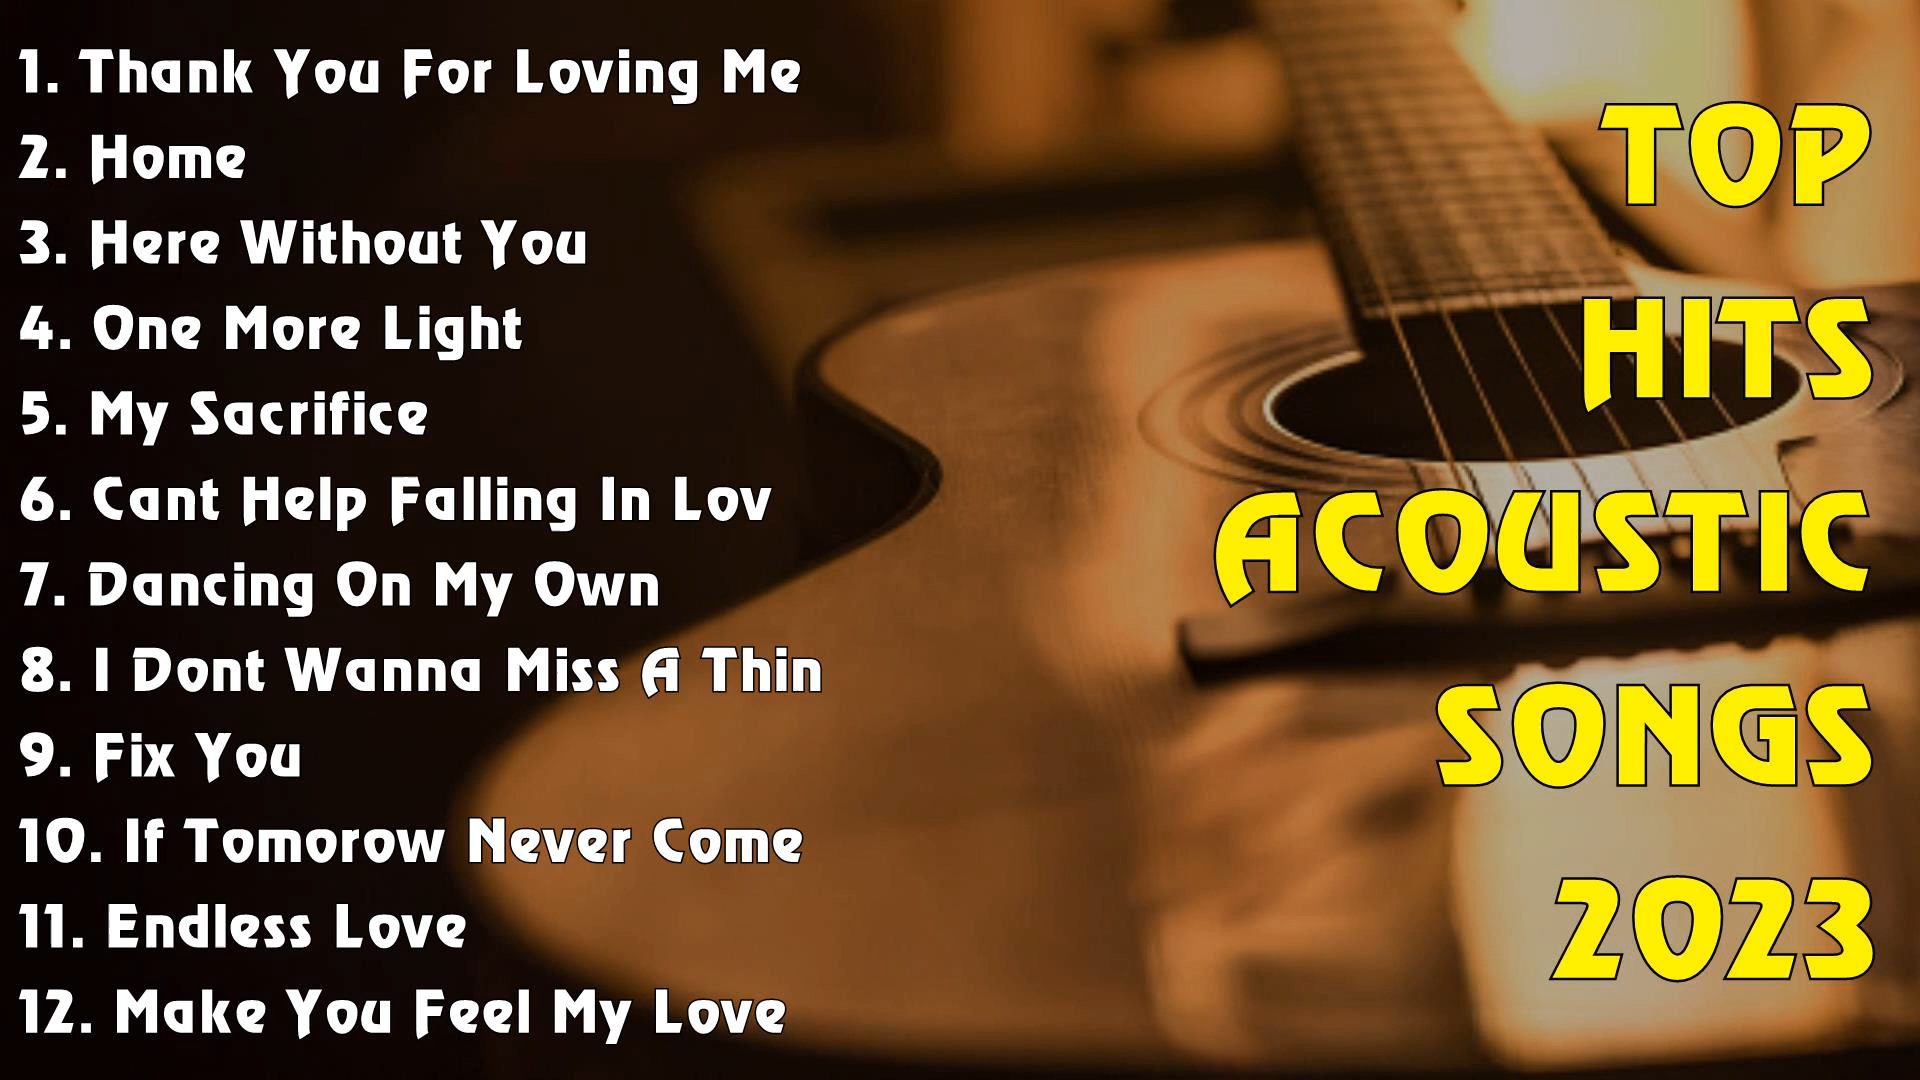 1. Thank You For Loving Me
2. Home
3. Here Without You
4. One More Light
5. My Sacrifice
6. Cant Help Falling In Lov
7. Dancing On My Own
8. I Dont Wanna Miss A Thin
9. Fix You
10. If Tomorow Never Come
11. Endless Love
12. Make You Feel My Love
TOP
HITS
ACOUSTIC
SONGS
2023